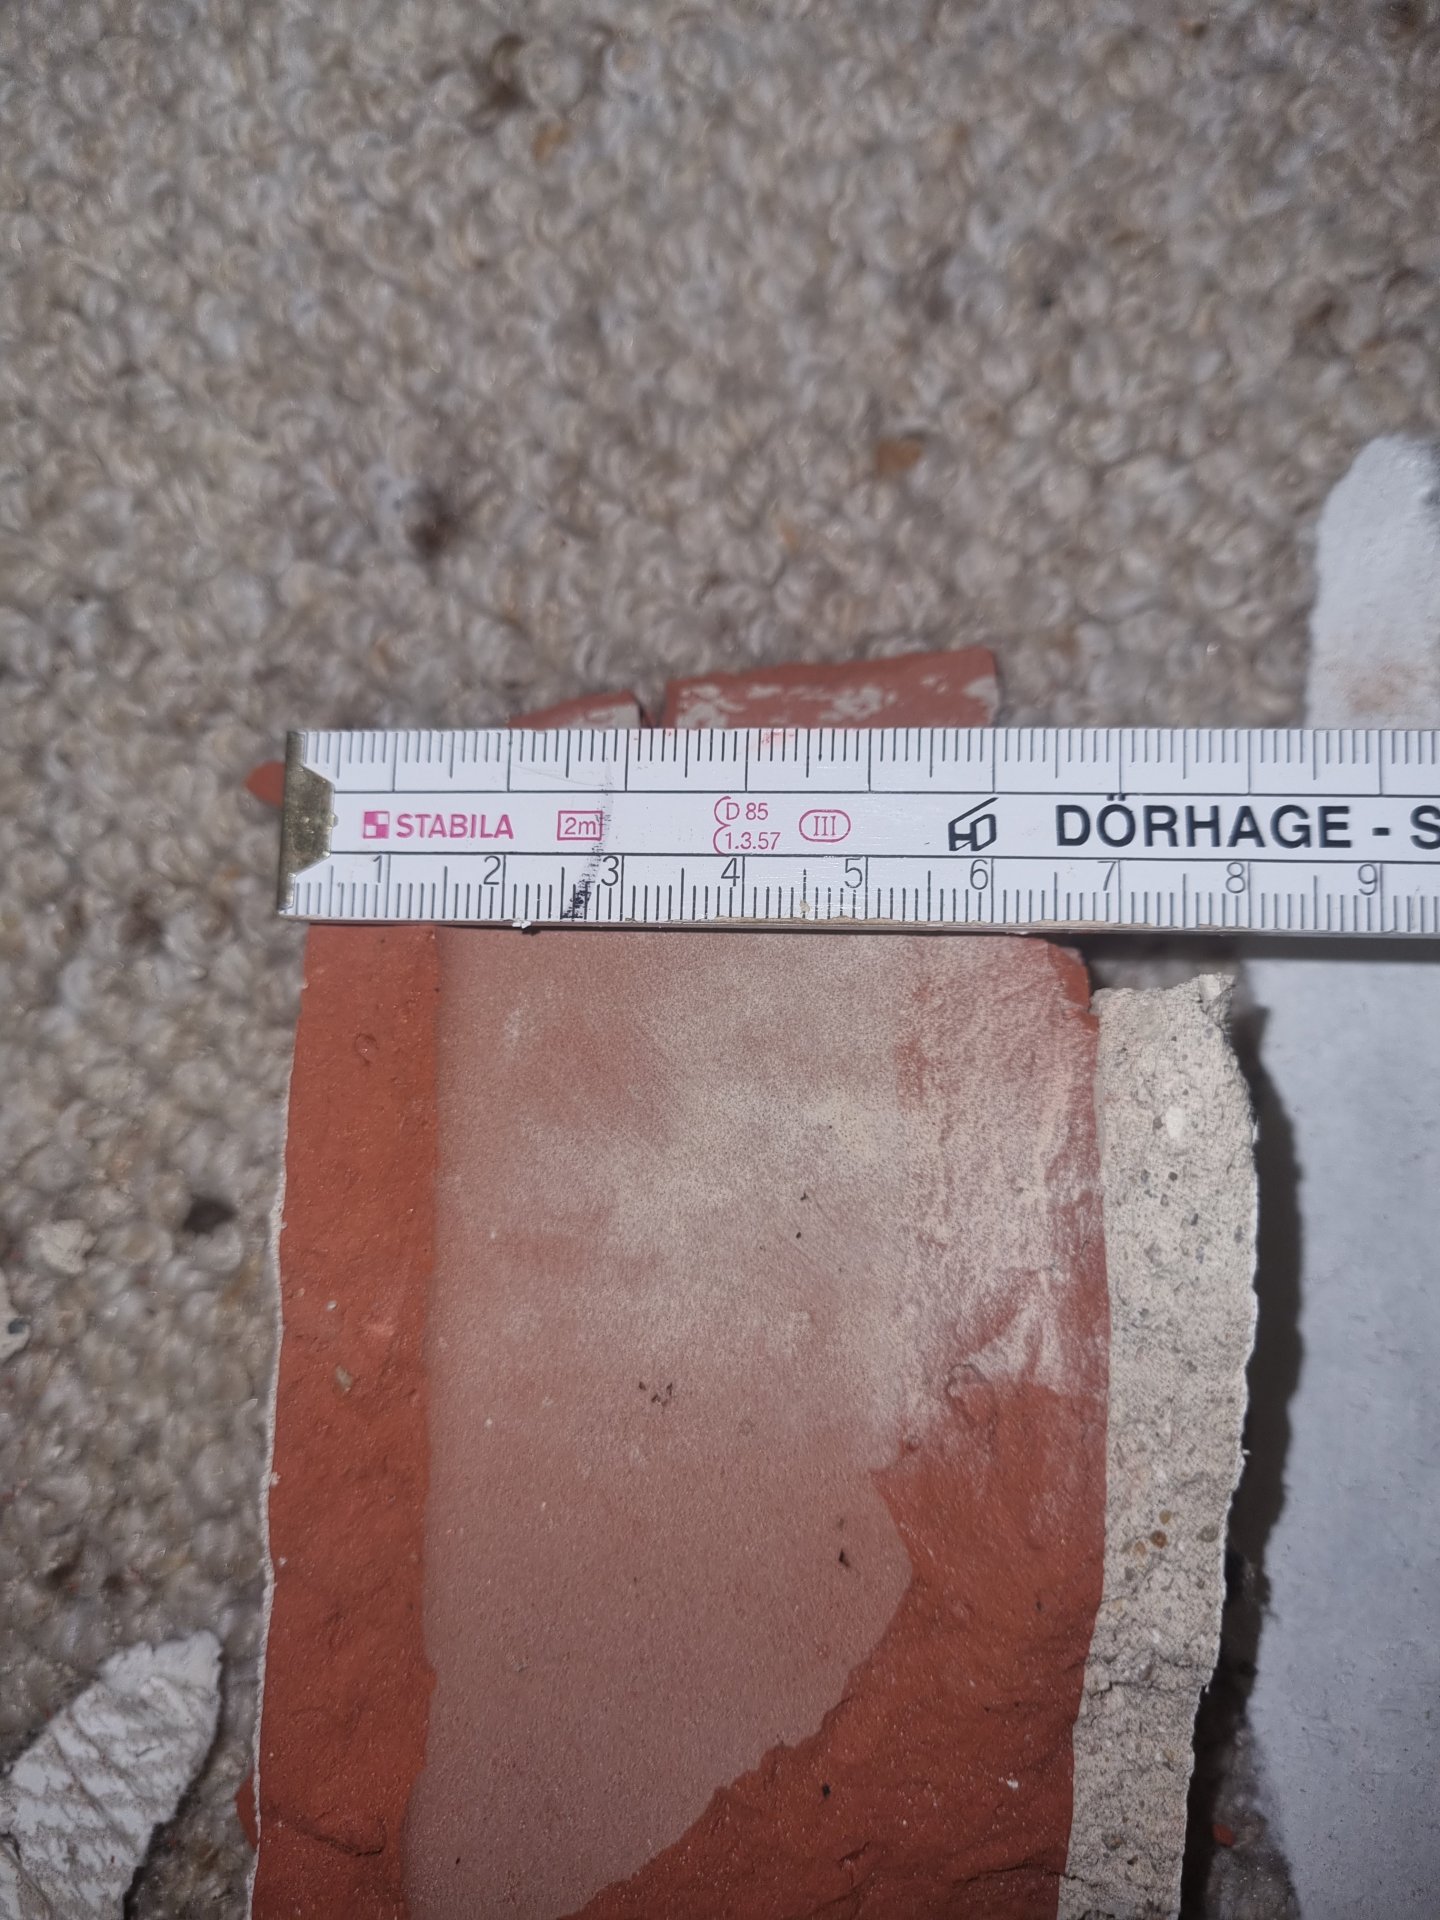 STABILA 2m D 85 III DÖRHAGE - S
1.3.57
1 2 3 4 5 6 7 8 9